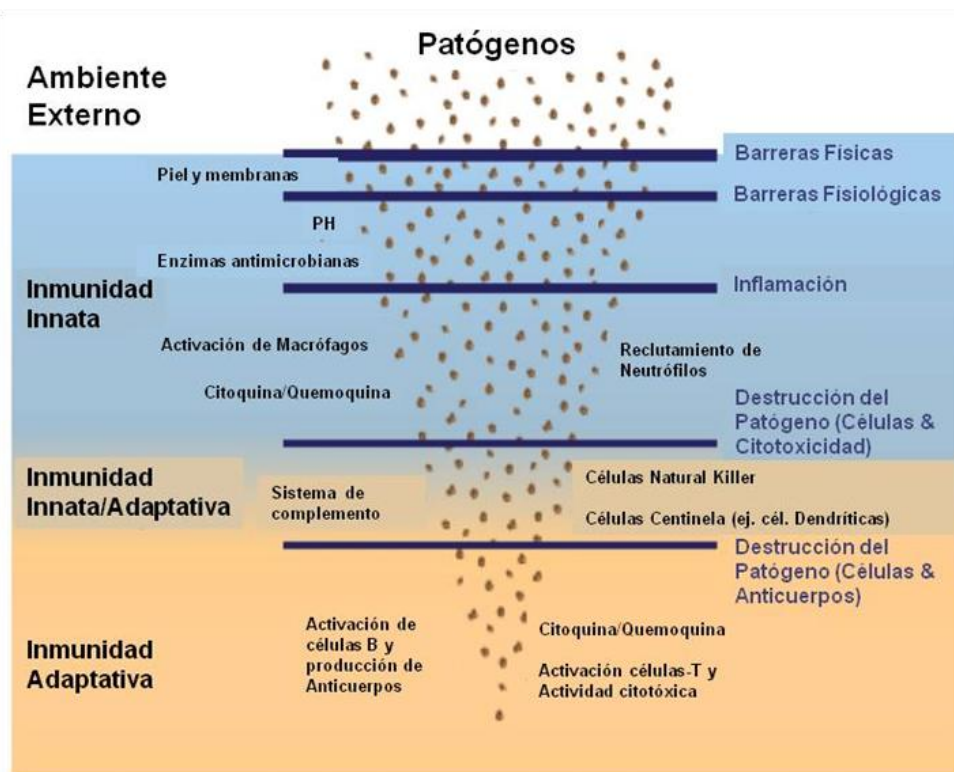 Patógenos
Ambiente
Externo
Barreras Físicas
Piel y membranas
Barreras Fisiológicas
PH
Enzimas antimicrobianas
Inflamación
Inmunidad
Innata
Activación de Macrófagos
Reclutamiento de
Neutrófilos
Citoquina/Quemoquina
Destrucción del
Patógeno (Células &
Citotoxicidad)
Inmunidad
Innata/Adaptativa
Sistema de
complemento
Células Natural Killer
Células Centinela (ej. cél. Dendríticas)
Destrucción del
Patógeno (Células &
Anticuerpos)
Inmunidad
Adaptativa
Activación de
células B y
producción de
Anticuerpos
Citoquina/Quemoquina
Activación células-T y
Actividad citotóxica